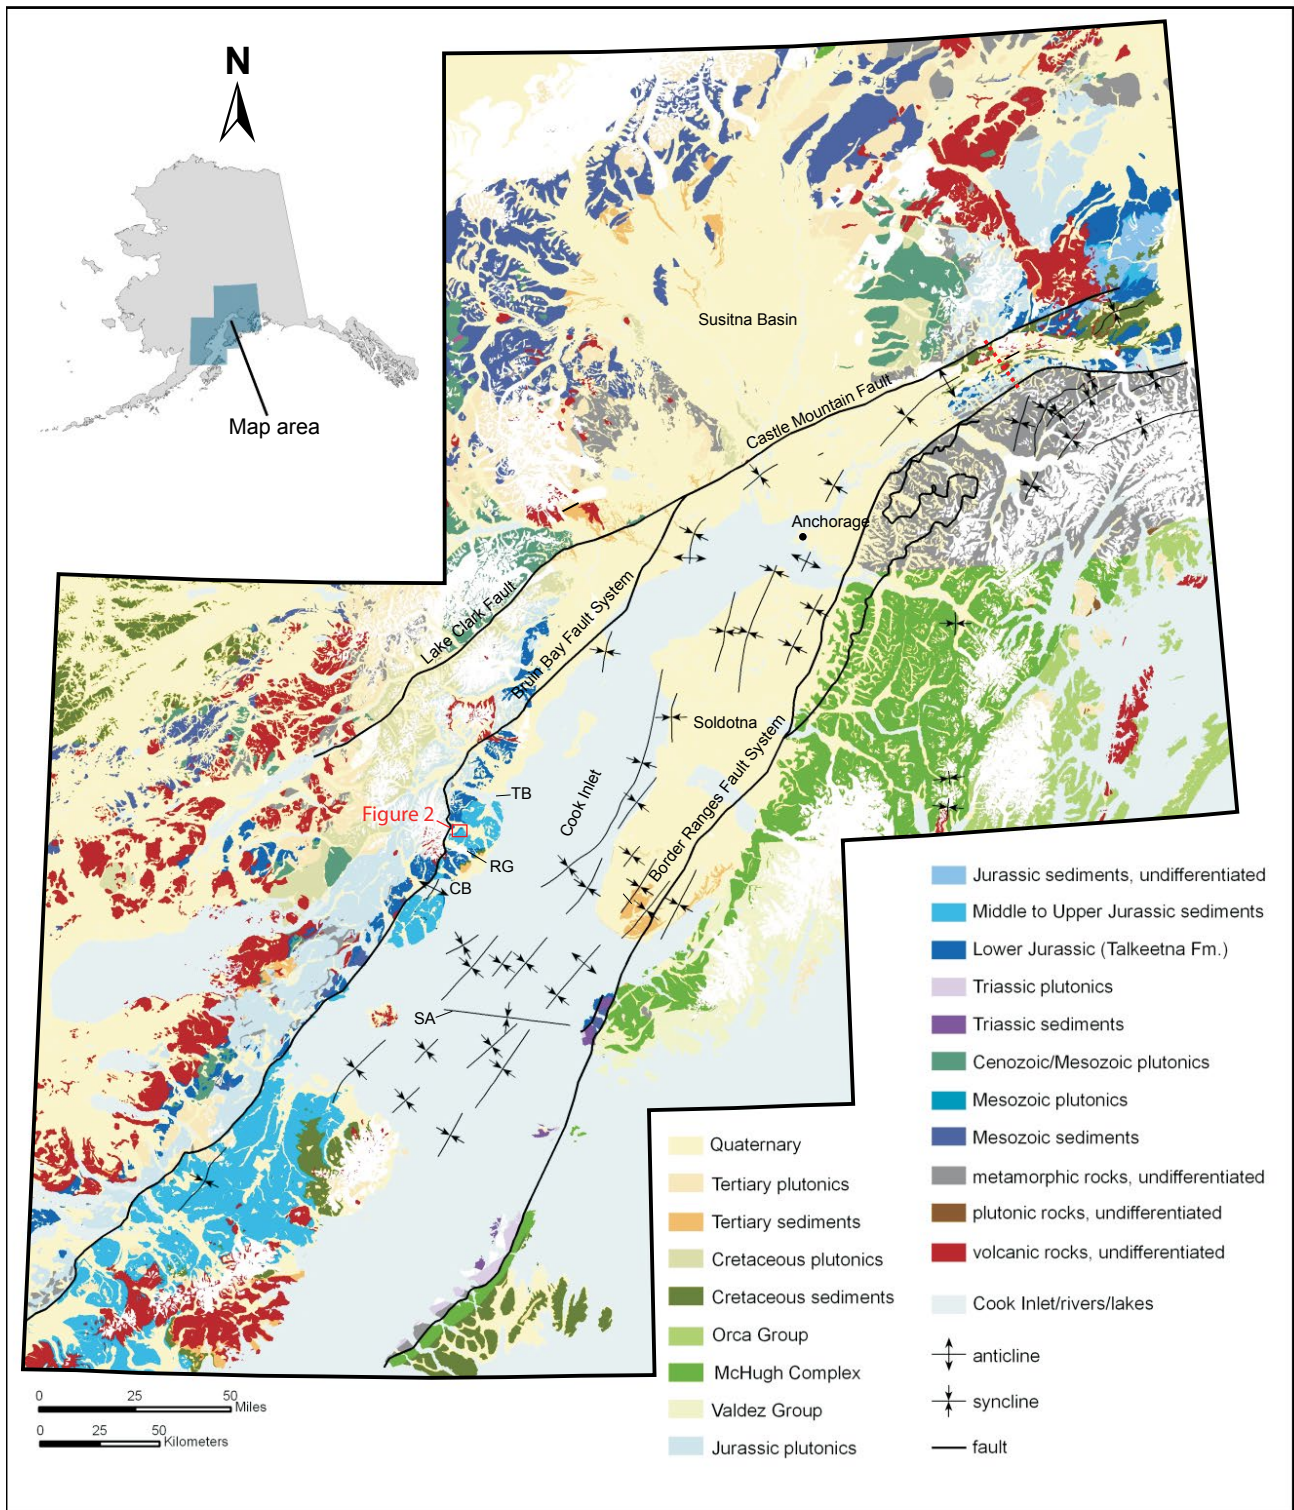 N
Map area
Susitna Basin
Castle Mountain Fault
Anchorage
Lake Clark Fault
Bruin Bay Fault System
Soldotna
Border Ranges Fault System
Cook Inlet
TB
Figure 2
RG
CB
SA
Quaternary
Tertiary plutonics
Tertiary sediments
Cretaceous plutonics
Cretaceous sediments
Orca Group
McHugh Complex
Valdez Group
Jurassic plutonics
Jurassic sediments, undifferentiated
Middle to Upper Jurassic sediments
Lower Jurassic (Talkeetna Fm.)
Triassic plutonics
Triassic sediments
Cenozoic/Mesozoic plutonics
Mesozoic plutonics
Mesozoic sediments
metamorphic rocks, undifferentiated
plutonic rocks, undifferentiated
volcanic rocks, undifferentiated
Cook Inlet/rivers/lakes
anticline
syncline
fault
0 25 50
Miles
0 25 50
Kilometers